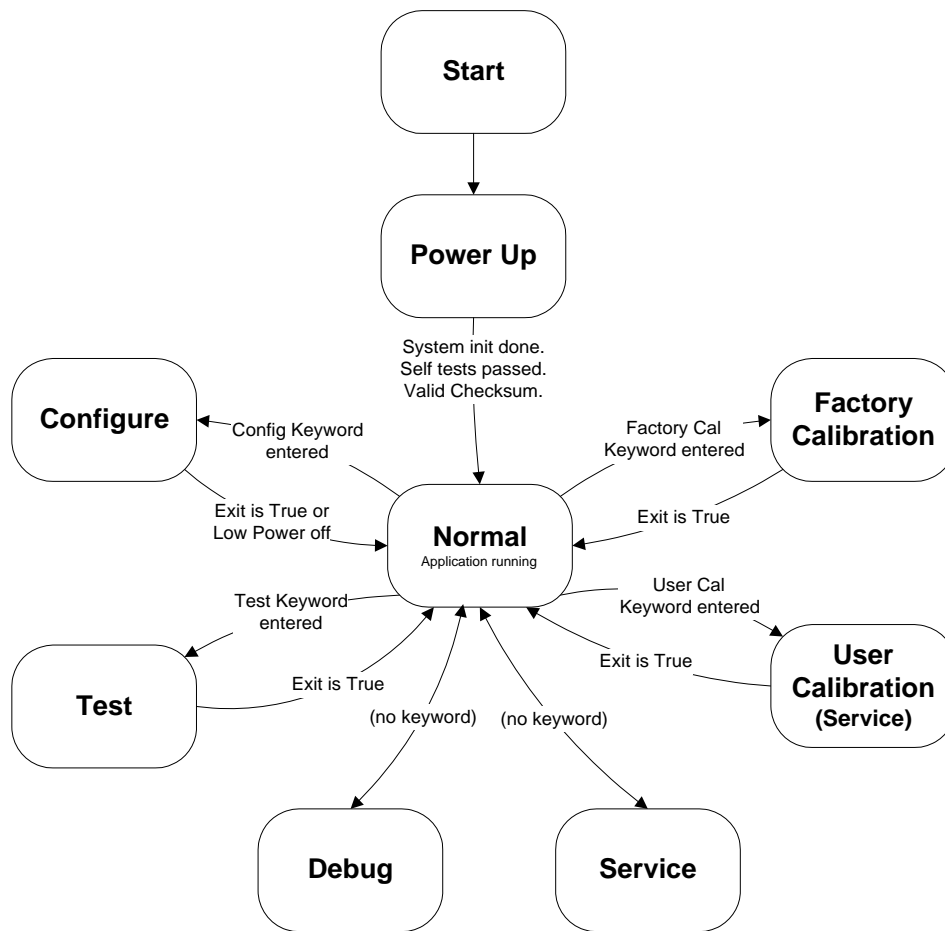 Start
Power Up
System init done.
Self tests passed.
Valid Checksum.
Configure
Config Keyword
entered
Factory Cal
Keyword entered
Factory
Calibration
Exit is True or
Low Power off
Normal
Application running
Exit is True
Test Keyword
entered
User Cal
Keyword entered
Test
Exit is True
Exit is True
User
Calibration
(Service)
(no keyword)
(no keyword)
Debug
Service